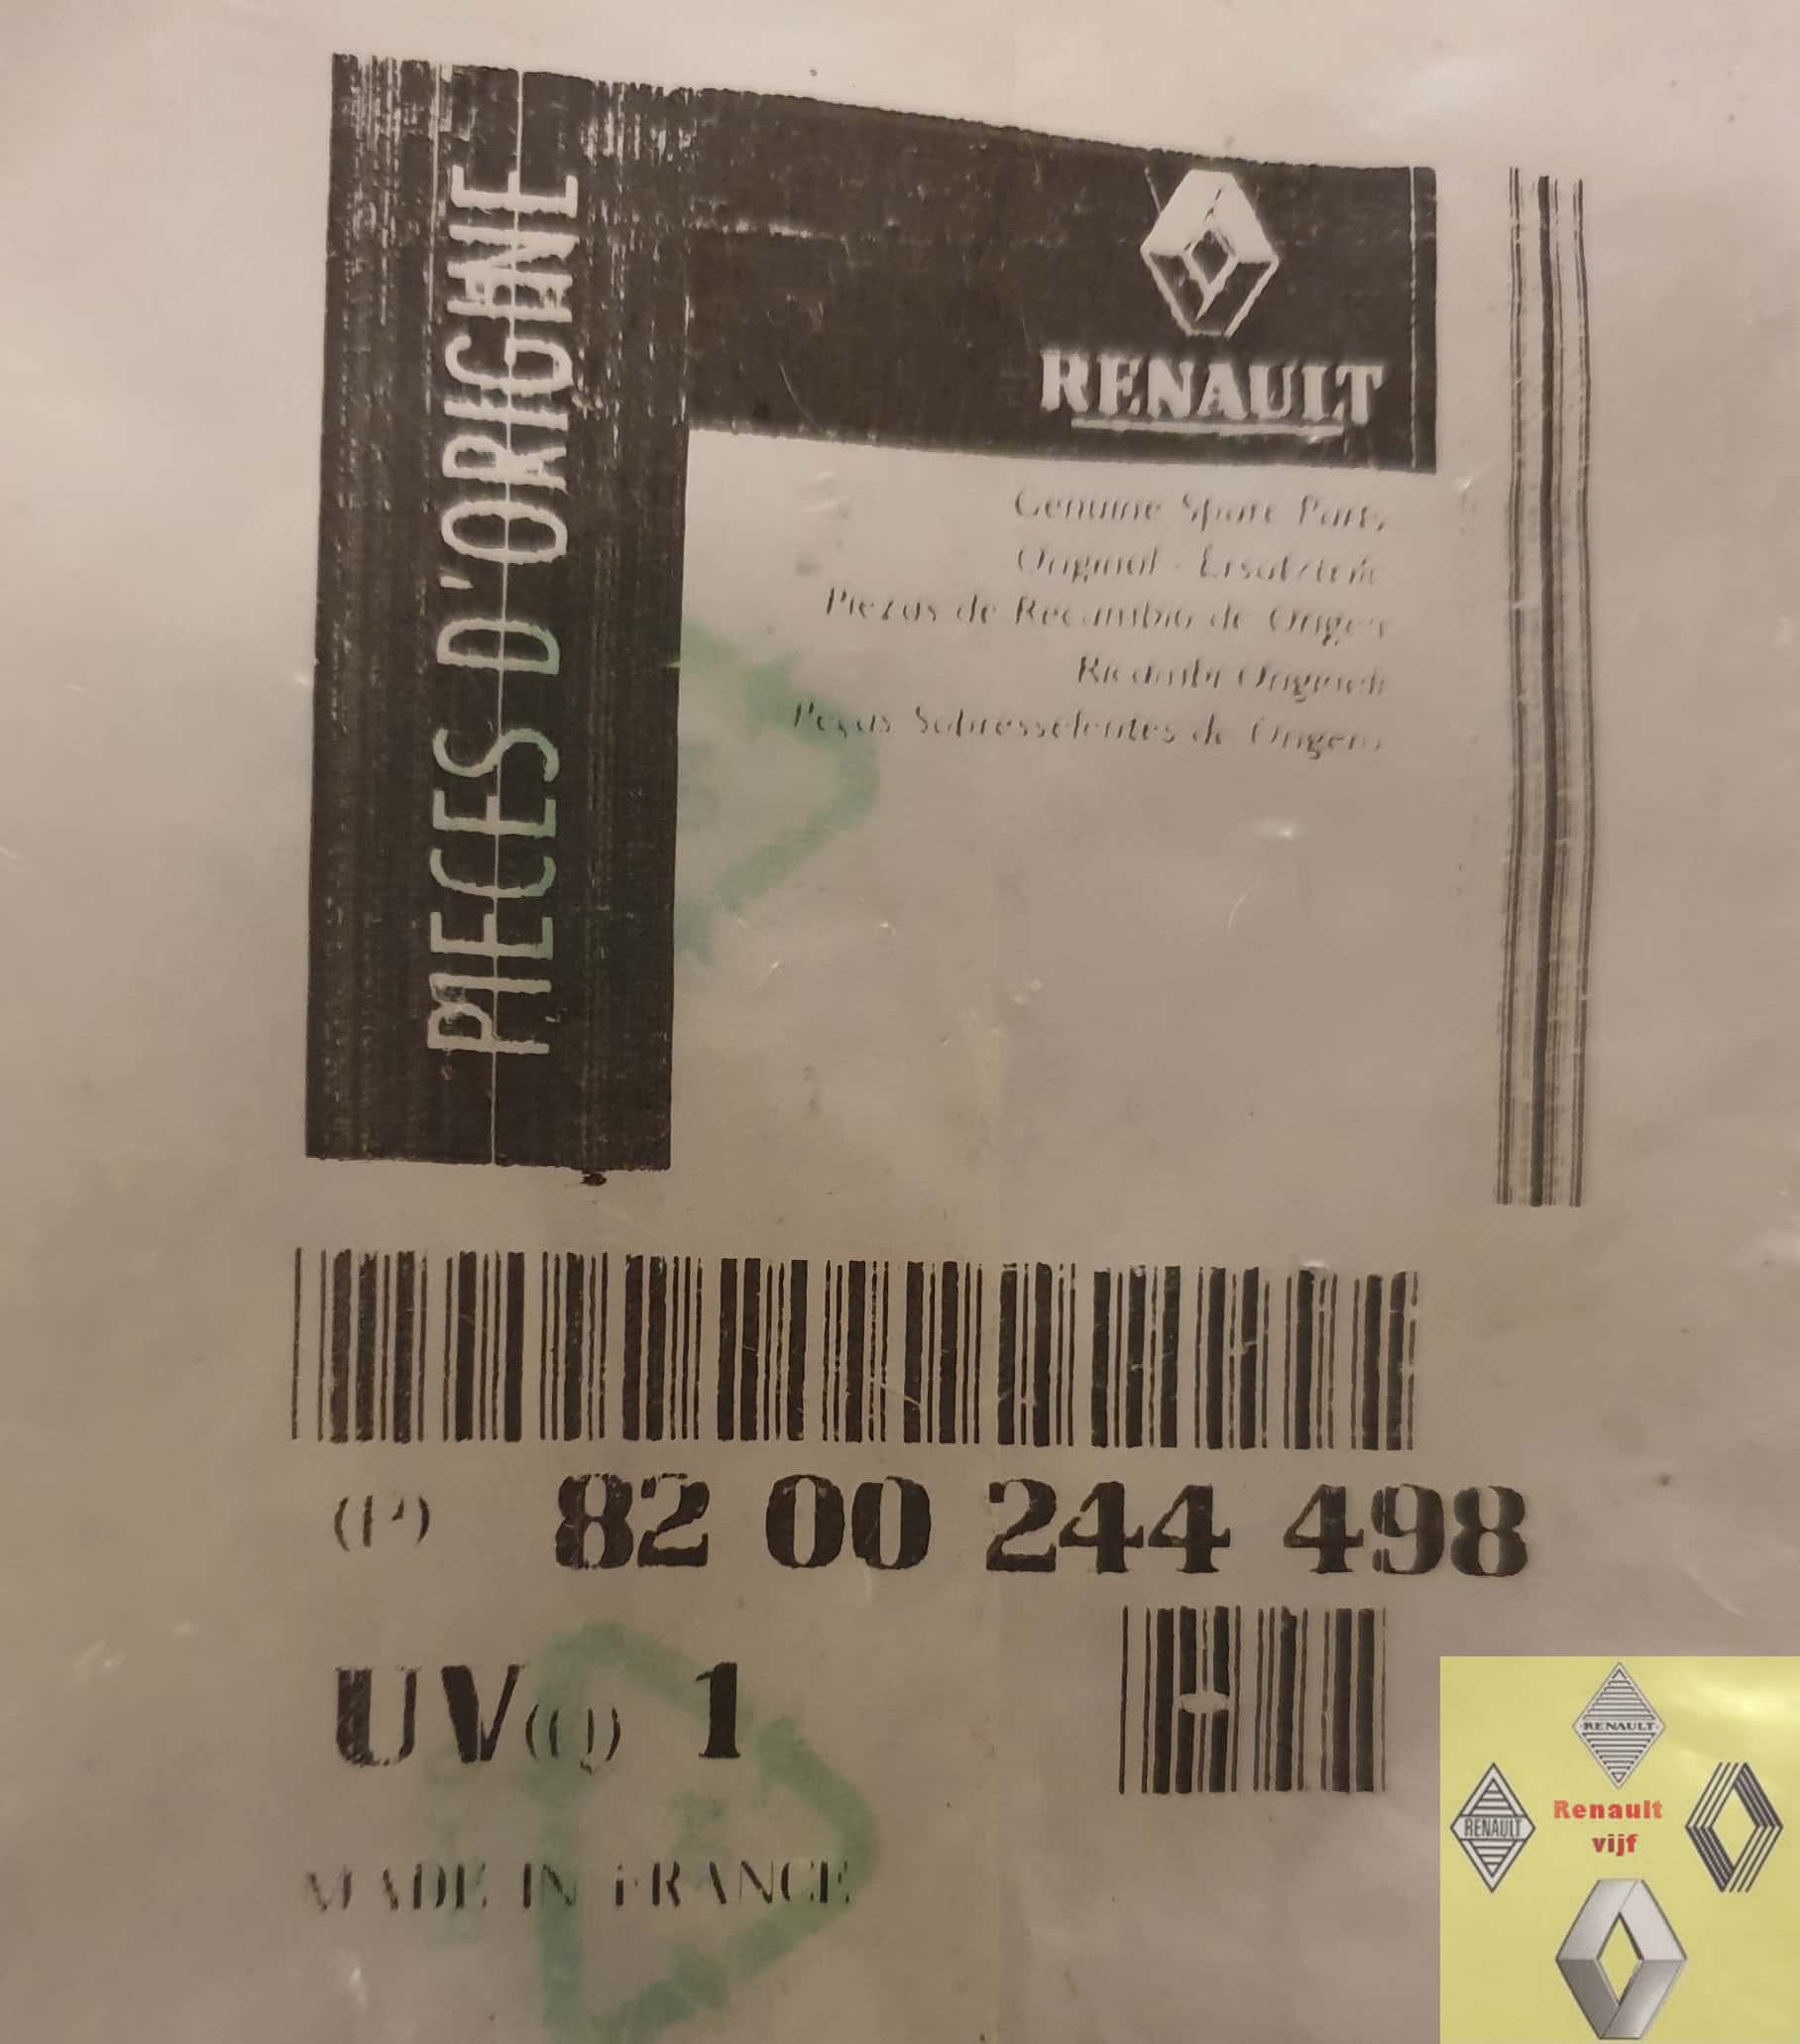 PIECES D'ORIGINE
RENAULT
Genuine Spare Parts
Original - Ersatzteile
Piezas de Recambio de Origen
Ricambi Originali
Peças Sobresselentes de Origem
(P) 82 00 244 498
UV(Q) 1
MADE IN FRANCE
RENAULT
RENAULT
Renault
vijf